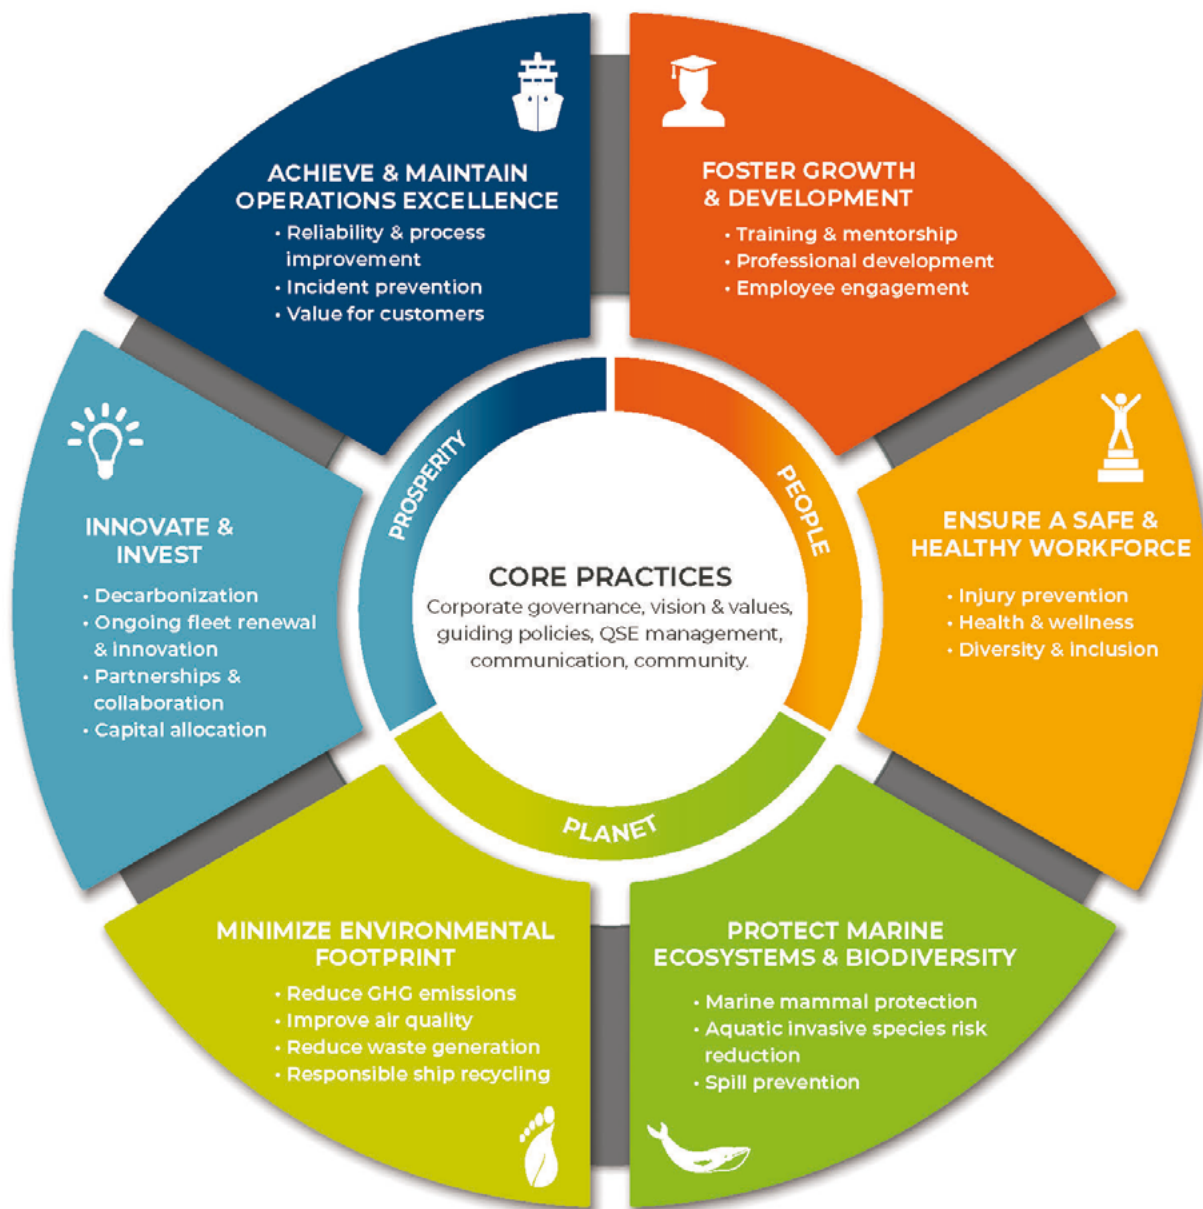 ACHIEVE & MAINTAIN
OPERATIONS EXCELLENCE
• Reliability & process
improvement
• Incident prevention
• Value for customers
FOSTER GROWTH
& DEVELOPMENT
• Training & mentorship
• Professional development
• Employee engagement
INNOVATE &
INVEST
• Decarbonization
• Ongoing fleet renewal
& innovation
• Partnerships &
collaboration
• Capital allocation
PROSPERITY
PEOPLE
PLANET
CORE PRACTICES
Corporate governance, vision & values,
guiding policies, QSE management,
communication, community.
ENSURE A SAFE &
HEALTHY WORKFORCE
• Injury prevention
• Health & wellness
• Diversity & inclusion
MINIMIZE ENVIRONMENTAL
FOOTPRINT
• Reduce GHG emissions
• Improve air quality
• Reduce waste generation
• Responsible ship recycling
PROTECT MARINE
ECOSYSTEMS & BIODIVERSITY
• Marine mammal protection
• Aquatic invasive species risk
reduction
• Spill prevention